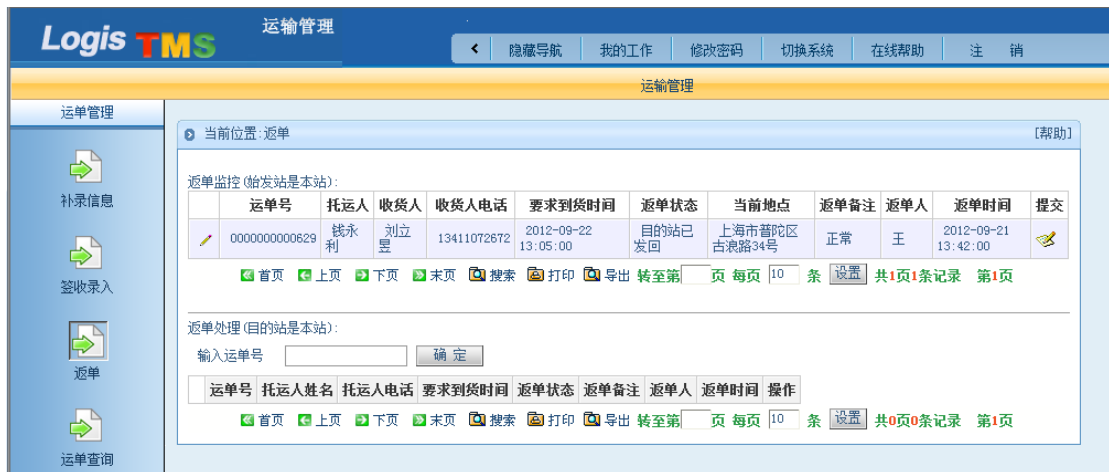 Logis TMS
运输管理
隐藏导航 我的工作 修改密码 切换系统 在线帮助 注 销
运输管理
运单管理
补录信息
签收录入
返单
运单查询
当前位置:返单 [帮助]
返单监控(始发站是本站):
运单号 托运人 收货人 收货人电话 要求到货时间 返单状态 当前地点 返单备注 返单人 返单时间 提交
0000000000629 钱永利 刘立昱 13411072672 2012-09-22 13:05:00 目的站已发回 上海市普陀区古浪路34号 正常 王 2012-09-21 13:42:00
首页 上页 下页 末页 搜索 打印 导出 转至第 页 每页 10 条 设置 共1页1条记录 第1页
返单处理(目的站是本站):
输入运单号 确 定
运单号 托运人姓名 托运人电话 要求到货时间 返单状态 返单备注 返单人 返单时间 操作
首页 上页 下页 末页 搜索 打印 导出 转至第 页 每页 10 条 设置 共0页0条记录 第1页